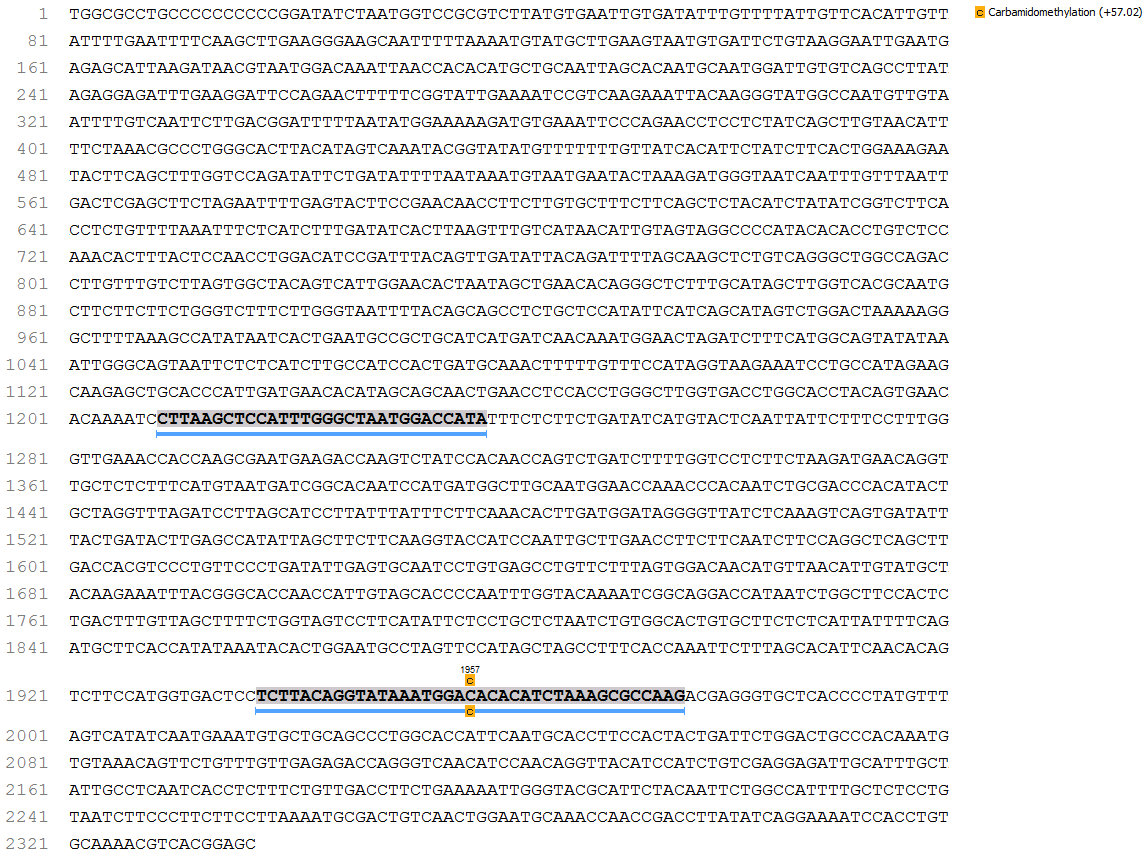 1 TGGCGCCTGCCCCCCCCCCCGGATATCTAATGGTCCGCGTCTTATGTGAATTGTGATATTTGTTTTATTGTTCACATTGTT
C Carbamidomethylation (+57.02)
81 ATTTTGAATTTTCAAGCTTGAAGGGAAGCAATTTTTAAAATGTATGCTTGAAGTAATGTGATTCTGTAAGGAATTGAATG
161 AGAGCATTAAGATAACGTAATGGACAAATTAACCACACATGCTGCAATTAGCACAATGCAATGGATTGTGTCAGCCTTAT
241 AGAGGAGATTTGAAGGATTCCAGAACTTTTTCGGTATTGAAAATCCGTCAAGAAATTACAAGGGTATGGCCAATGTTGTA
321 ATTTTGTCAATTCTTGACGGATTTTTAATATGGAAAAAGATGTGAAATTCCCAGAACCTCCTCTATCAGCTTGTAACATT
401 TTCTAAACGCCCTGGGCACTTACATAGTCAAATACGGTATATGTTTTTTTGTTATCACATTCTATCTTCACTGGAAAGAA
481 TACTTCAGCTTTGGTCCAGATATTCTGATATTTTAATAAATGTAATGAATACTAAAGATGGGTAATCAATTTGTTTAATT
561 GACTCGAGCTTCTAGAATTTTGAGTACTTCCGAACAACCTTCTTGTGCTTTCTTCAGCTCTACATCTATATCGGTCTTCA
641 CCTCTGTTTTAAATTTCTCATCTTTGATATCACTTAAGTTTGTCATAACATTGTAGTAGGCCCCATACACACCTGTCTCC
721 AAACACTTTACTCCAACCTGGACATCCGATTTACAGTTGATATTACAGATTTTAGCAAGCTCTGTCAGGGCTGGCCAGAC
801 CTTGTTTGTCTTAGTGGCTACAGTCATTGGAACACTAATAGCTGAACACAGGGCTCTTTGCATAGCTTGGTCACGCAATG
881 CTTCTTCTTCTGGGTCTTTCTTGGGTAATTTTACAGCAGCCTCTGCTCCATATTCATCAGCATAGTCTGGACTAAAAAGG
961 GCTTTTAAAGCCATATAATCACTGAATGCCGCTGCATCATGATCAACAAATGGAACTAGATCTTTCATGGCAGTATATAA
1041 ATTGGGCAGTAATTCTCTCATCTTGCCATCCACTGATGCAAACTTTTTGTTTCCATAGGTAAGAAATCCTGCCATAGAAG
1121 CAAGAGCTGCACCCATTGATGAACACATAGCAGCAACTGAACCTCCACCTGGGCTTGGTGACCTGGCACCTACAGTGAAC
1201 ACAAAATCCTTAAGCTCCATTTGGGCTAATGGACCATATTTCTCTTCTGATATCATGTACTCAATTATTCTTTCCTTTGG
1281 GTTGAAACCACCAAGCGAATGAAGACCAAGTCTATCCACAACCAGTCTGATCTTTTGGTCCTCTTCTAAGATGAACAGGT
1361 TGCTCTCTTTCATGTAATGATCGGCACAATCCATGATGGCTTGCAATGGAACCAAACCCACAATCTGCGACCCACATACT
1441 GCTAGGTTTAGATCCTTAGCATCCTTATTTATTTCTTCAAACACTTGATGGATAGGGGTTATCTCAAAGTCAGTGATATT
1521 TACTGATACTTGAGCCATATTAGCTTCTTCAAGGTACCATCCAATTGCTTGAACCTTCTTCAATCTTCCAGGCTCAGCTT
1601 GACCACGTCCCTGTTCCCTGATATTGAGTGCAATCCTGTGAGCCTGTTCTTTAGTGGACAACATGTTAACATTGTATGCT
1681 ACAAGAAATTTACGGGCACCAACCATTGTAGCACCCCAATTTGGTACAAAATCGGCAGGACCATAATCTGGCTTCCACTC
1761 TGACTTTGTTAGCTTTTCTGGTAGTCCTTCATATTCTCCTGCTCTAATCTGTGGCACTGTGCTTCTCTCATTATTTTCAG
1841 ATGCTTCACCATATAAATACACTGGAATGCCTAGTTCCATAGCTAGCCTTTCACCAAATTCTTTAGCACATTCAACACAG
1957
C
1921 TCTTCCATGGTGACTCCTCTTACAGGTATAAATGGACACACATCTAAAGCGCCAAGACGAGGGTGCTCACCCCTATGTTT
C
2001 AGTCATATCAATGAAATGTGCTGCAGCCCTGGCACCATTCAATGCACCTTCCACTACTGATTCTGGACTGCCCACAAATG
2081 TGTAAACAGTTCTGTTTGTTGAGAGACCAGGGTCAACATCCAACAGGTTACATCCATCTGTCGAGGAGATTGCATTTGCT
2161 ATTGCCTCAATCACCTCTTTCTGTTGACCTTCTGAAAAATTGGGTACGCATTCTACAATTCTGGCCATTTTGCTCTCCTG
2241 TAATCTTCCCTTCTTCCTTAAAATGCGACTGTCAACTGGAATGCAAACCAACCGACCTTATATCAGGAAAATCCACCTGT
2321 GCAAAACGTCACGGAGC